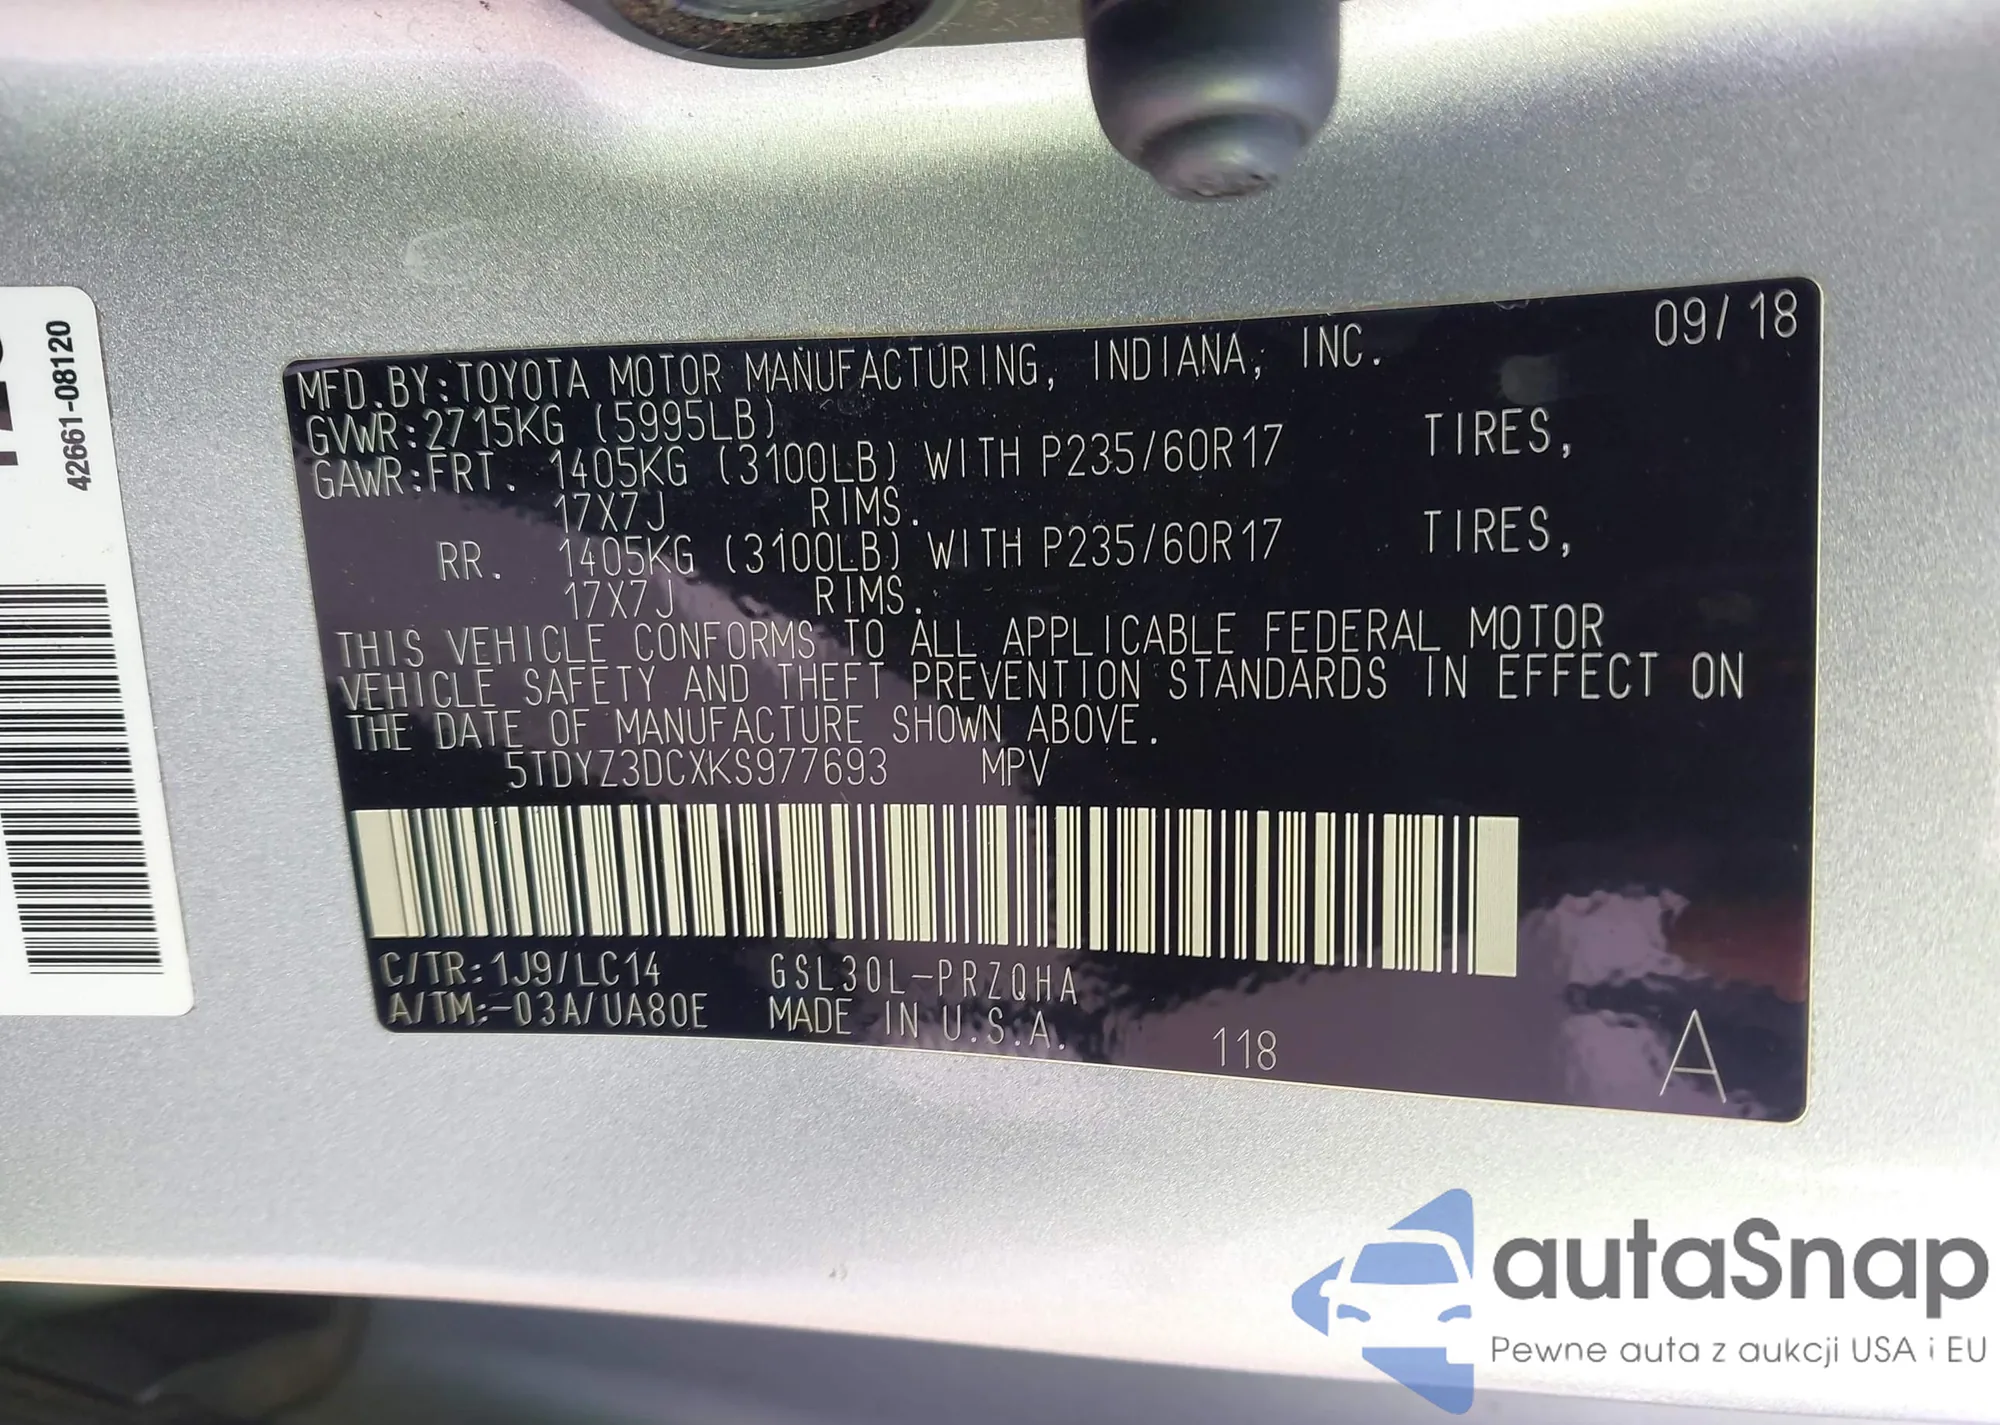 42661-08120
09/18
MFD.BY:TOYOTA MOTOR MANUFACTURING, INDIANA, INC.
GVWR:2715KG (5995LB)
GAWR:FRT. 1405KG (3100LB) WITH P235/60R17 TIRES,
17X7J RIMS.
RR. 1405KG (3100LB) WITH P235/60R17 TIRES,
17X7J RIMS.
THIS VEHICLE CONFORMS TO ALL APPLICABLE FEDERAL MOTOR
VEHICLE SAFETY AND THEFT PREVENTION STANDARDS IN EFFECT ON
THE DATE OF MANUFACTURE SHOWN ABOVE.
5TDYZ3DCXKS977693 MPV
C/TR:1J9/LC14 GSL30L-PRZQHA
A/TM:-03A/UA80E MADE IN U.S.A. 118 A
autaSnap
Pewne auta z aukcji USA i EU